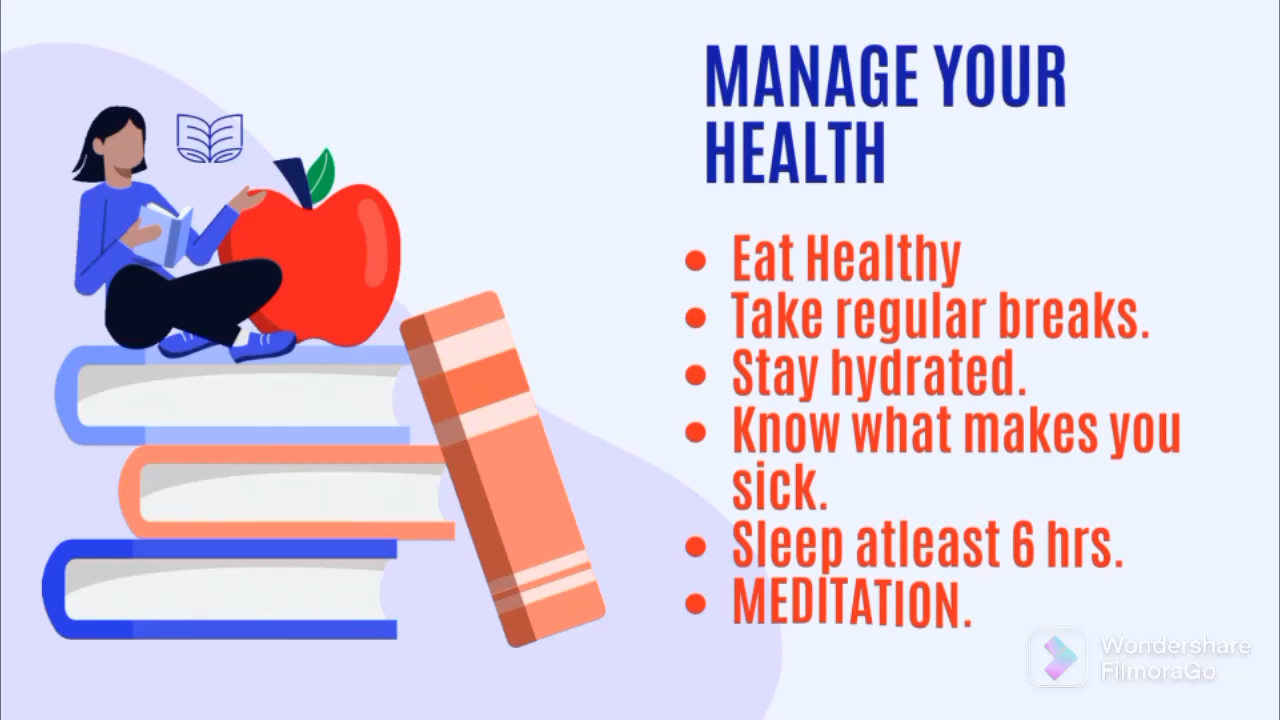 MANAGE YOUR
HEALTH
Eat Healthy
Take regular breaks.
Stay hydrated.
Know what makes you
sick.
Sleep atleast 6 hrs.
MEDITATION.
Wondershare
FilmoraGo